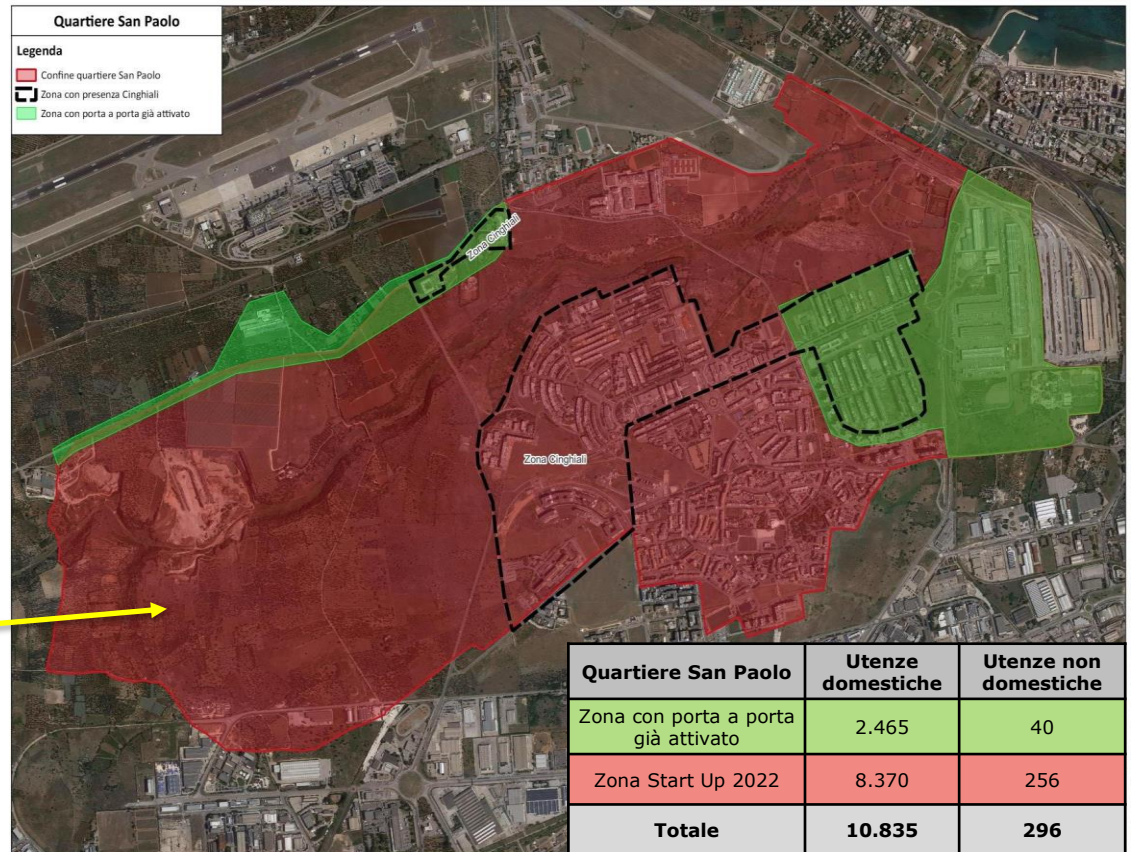 Quartiere San Paolo
Legenda
Confine quartiere San Paolo
Zona con presenza Cinghiali
Zona con porta a porta già attivato
Zona Cinghiali
Zona Cinghiali
Quartiere San Paolo
Utenze
domestiche
Utenze non
domestiche
Zona con porta a porta
già attivato
2.465
40
Zona Start Up 2022
8.370
256
Totale
10.835
296